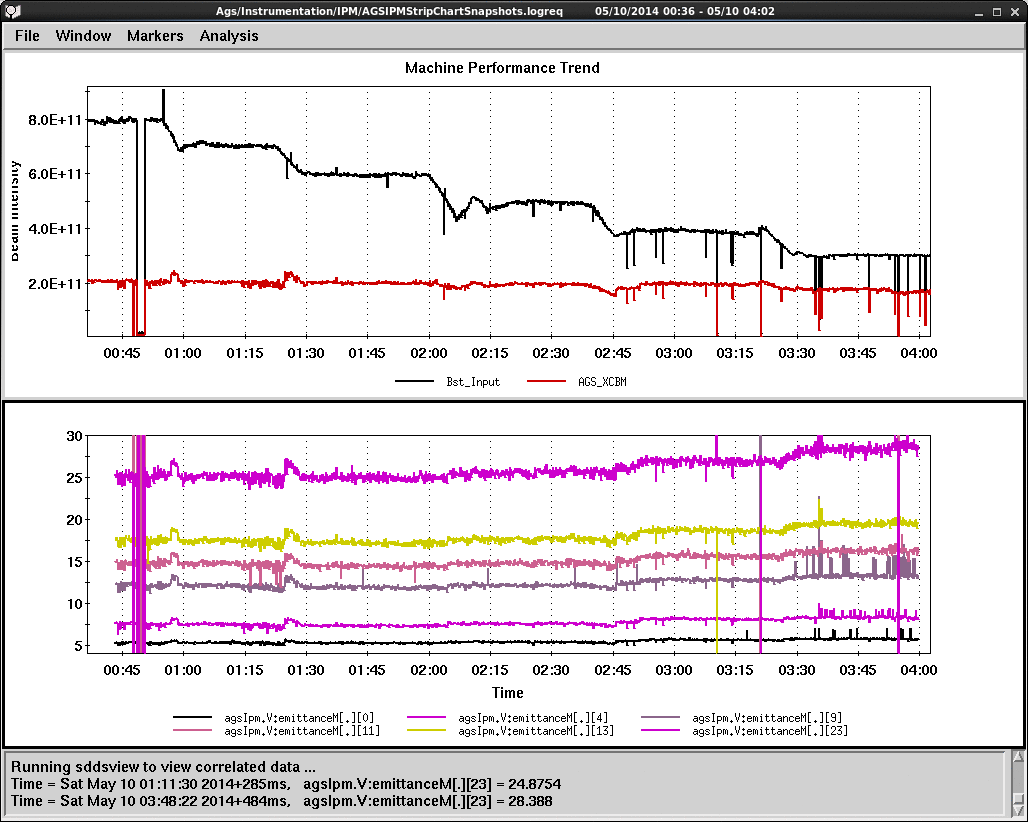 Ags/Instrumentation/IPM/AGSIPMStripChartSnapshots.logreq 05/10/2014 00:36 - 05/10 04:02
File Window Markers Analysis
Machine Performance Trend
Beam Intensity
8.0E+11
6.0E+11
4.0E+11
2.0E+11
00:45 01:00 01:15 01:30 01:45 02:00 02:15 02:30 02:45 03:00 03:15 03:30 03:45 04:00
Bst_Input AGS_XCBM
30
25
20
15
10
5
00:45 01:00 01:15 01:30 01:45 02:00 02:15 02:30 02:45 03:00 03:15 03:30 03:45 04:00
Time
agsIpm.V:emittanceM[.][0] agsIpm.V:emittanceM[.][4] agsIpm.V:emittanceM[.][9]
agsIpm.V:emittanceM[.][11] agsIpm.V:emittanceM[.][13] agsIpm.V:emittanceM[.][23]
Running sddsview to view correlated data ...
Time = Sat May 10 01:11:30 2014+285ms, agsIpm.V:emittanceM[.][23] = 24.8754
Time = Sat May 10 03:48:22 2014+484ms, agsIpm.V:emittanceM[.][23] = 28.388